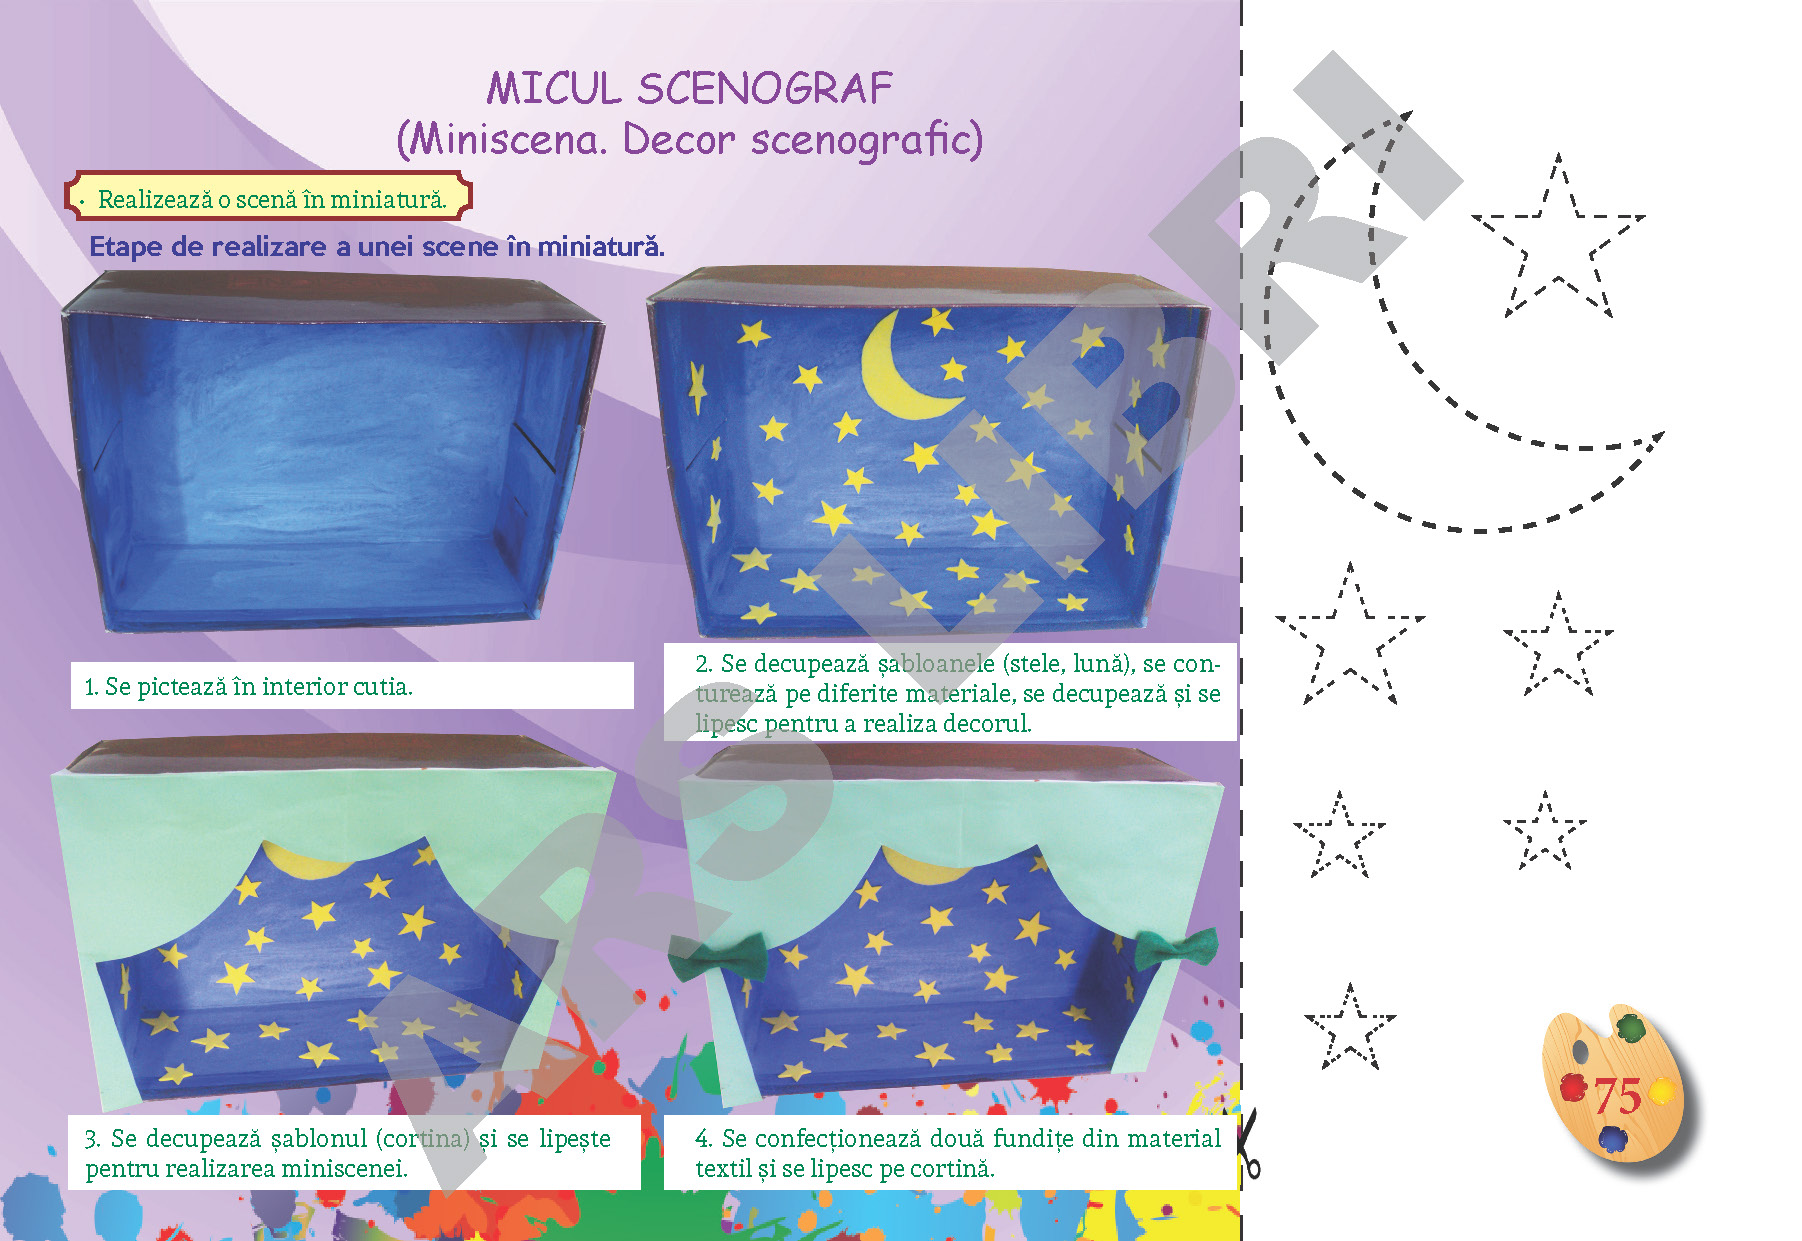 MICUL SCENOGRAF
(Miniscena. Decor scenografic)
· Realizează o scenă în miniatură.
Etape de realizare a unei scene în miniatură.
1. Se pictează în interior cutia.
2. Se decupează șabloanele (stele, lună), se con-
turează pe diferite materiale, se decupează și se
lipesc pentru a realiza decorul.
3. Se decupează șablonul (cortina) și se lipește
pentru realizarea miniscenei.
4. Se confecționează două fundițe din material
textil și se lipesc pe cortină.
75
ARS LIBRI